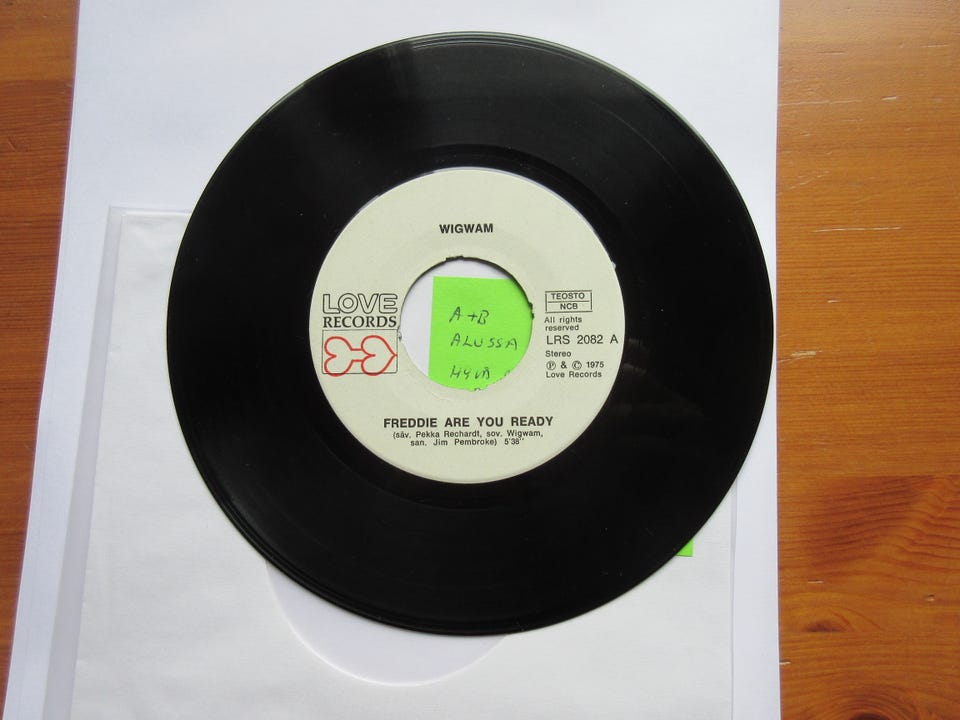 WIGWAM
LOVE
RECORDS
TEOSTO
NCB
All rights
reserved
LRS 2082 A
Stereo
Ⓟ & © 1975
Love Records
A+B
ALUSSA
HYVÄ
FREDDIE ARE YOU READY
(säv. Pekka Rechardt, sov. Wigwam,
san. Jim Pembroke) 5'38''